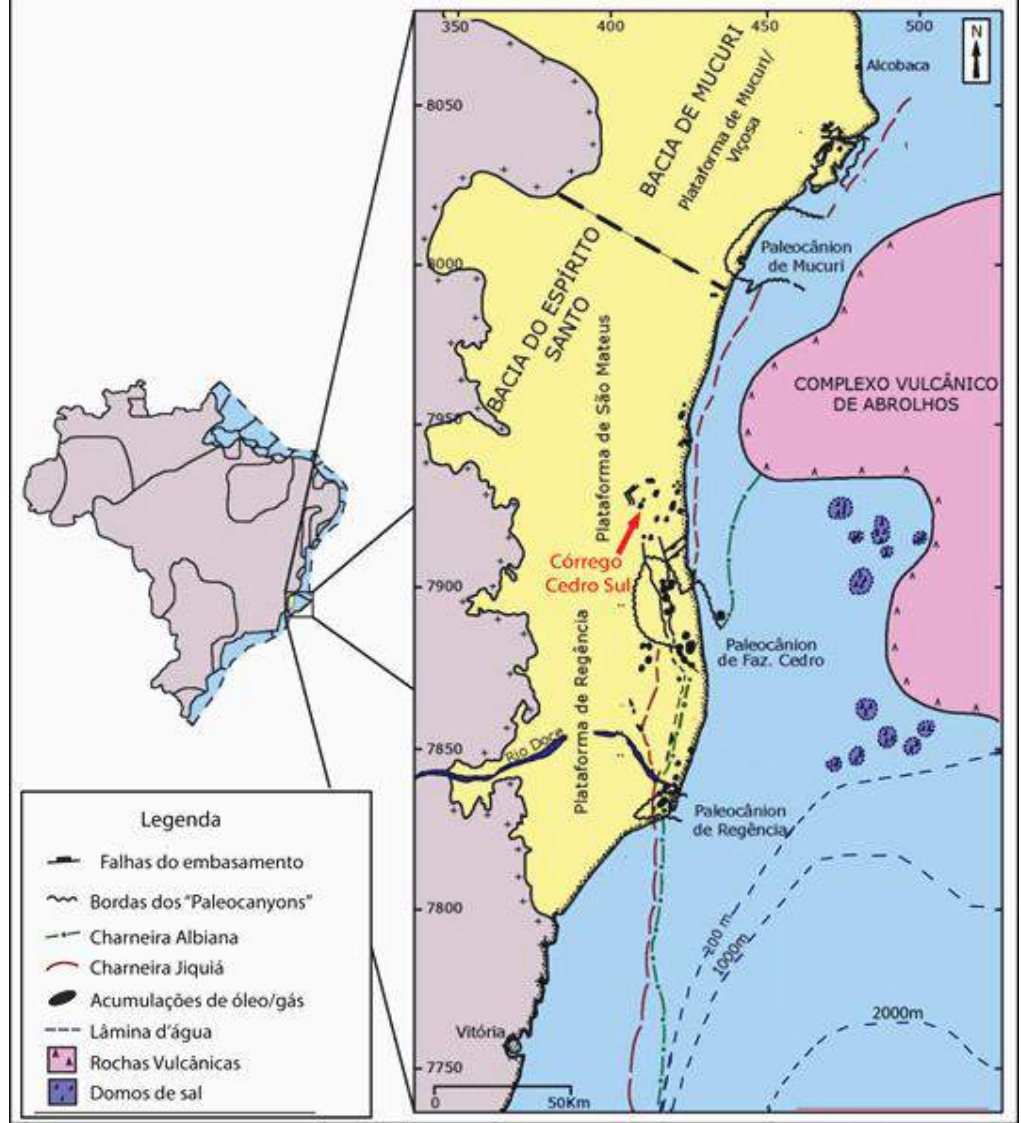 350
400
450
500
N
Alcobaca
8050
BACIA DE MUCURI
Plataforma de Mucuri/
Viçosa
Paleocânion
de Mucuri
8000
BACIA DO ESPÍRITO
SANTO
Plataforma de São Mateus
COMPLEXO VULCÂNICO
DE ABROLHOS
7950
Córrego
Cedro Sul
7900
Paleocânion
de Faz. Cedro
Plataforma de Regência
7850
Rio Doce
Paleocânion
de Regência
7800
200 m
1000m
2000m
Vitória
7750
0
50Km
Legenda
Falhas do embasamento
Bordas dos "Paleocanyons"
Charneira Albiana
Charneira Jiquiá
Acumulações de óleo/gás
Lâmina d'água
Rochas Vulcânicas
Domos de sal